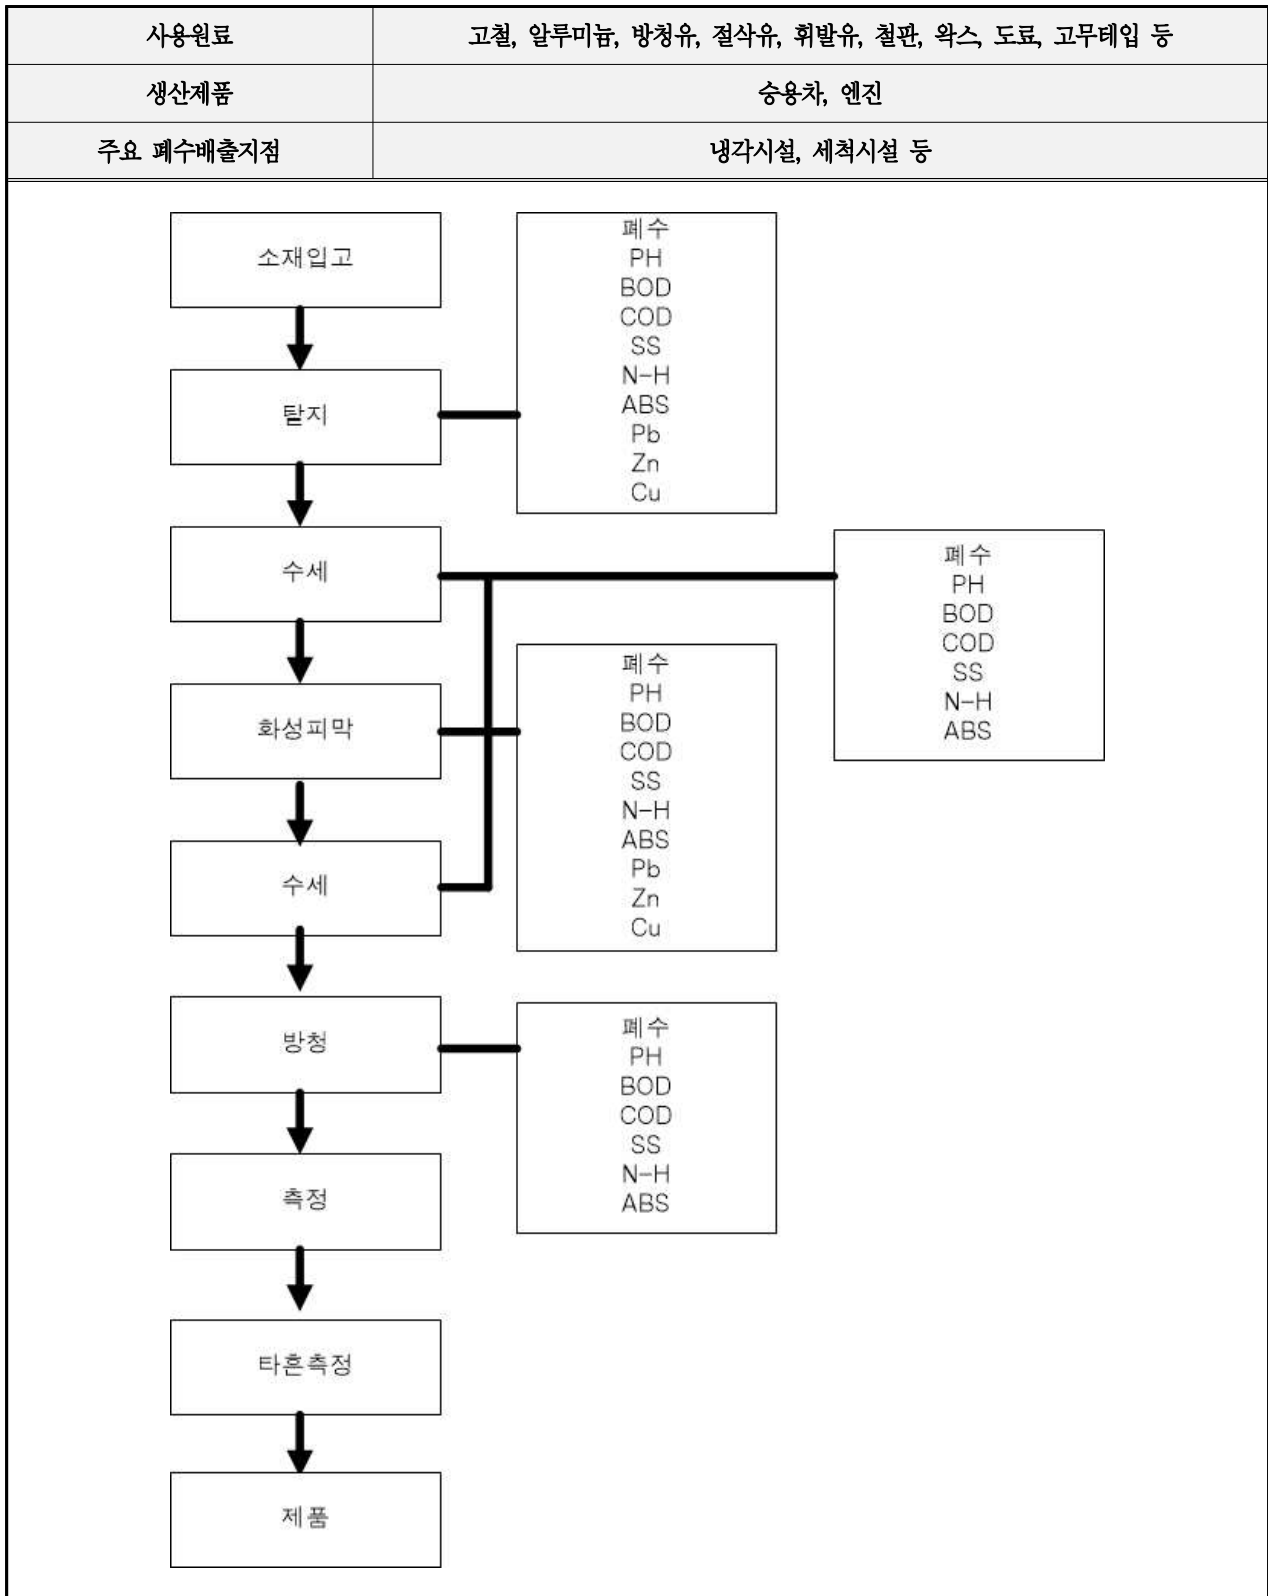 사용원료
고철, 알루미늄, 방청유, 절삭유, 휘발유, 철판, 왁스, 도료, 고무테입 등
생산제품
승용차, 엔진
주요 폐수배출지점
냉각시설, 세척시설 등
소재입고
폐수
PH
BOD
COD
SS
N-H
ABS
Pb
Zn
Cu
탈지
수세
폐수
PH
BOD
COD
SS
N-H
ABS
화성피막
폐수
PH
BOD
COD
SS
N-H
ABS
Pb
Zn
Cu
수세
방청
폐수
PH
BOD
COD
SS
N-H
ABS
측정
타흔측정
제품